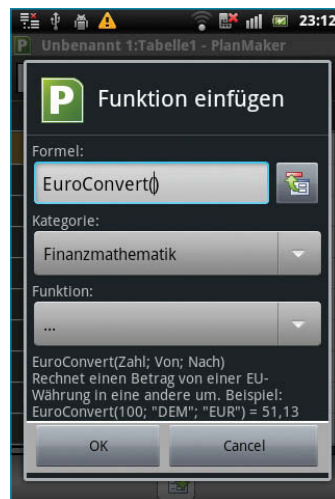 23:12
Unbenannt 1:Tabelle1 - PlanMaker
Funktion einfügen
Formel:
EuroConvert()
Kategorie:
Finanzmathematik
Funktion:
...
EuroConvert(Zahl; Von; Nach)
Rechnet einen Betrag von einer EU-
Währung in eine andere um. Beispiel:
EuroConvert(100; "DEM"; "EUR") = 51,13
OK
Cancel